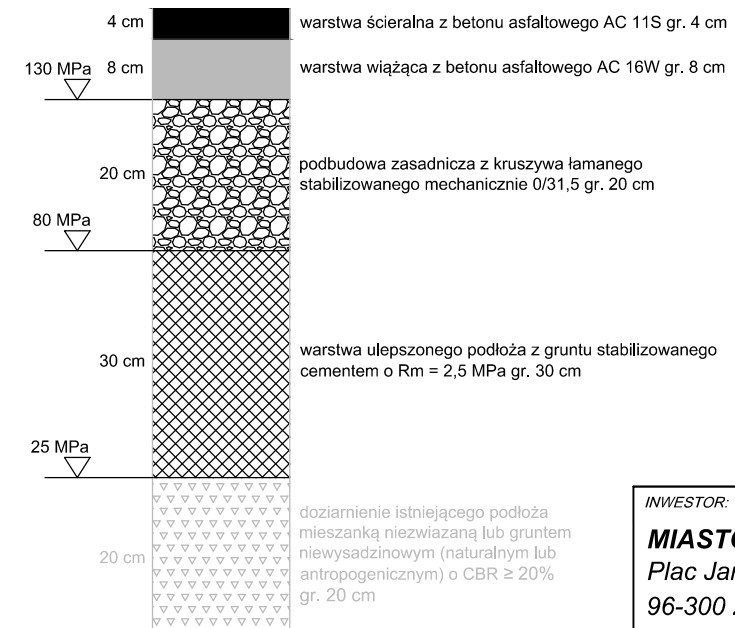 4 cm warstwa ścieralna z betonu asfaltowego AC 11S gr. 4 cm
130 MPa 8 cm warstwa wiążąca z betonu asfaltowego AC 16W gr. 8 cm
20 cm podbudowa zasadnicza z kruszywa łamanego
stabilizowanego mechanicznie 0/31,5 gr. 20 cm
80 MPa
30 cm warstwa ulepszonego podłoża z gruntu stabilizowanego
cementem o Rm = 2,5 MPa gr. 30 cm
25 MPa
20 cm doziarnienie istniejącego podłoża
mieszanką niezwiazaną lub gruntem
niewysadzinowym (naturalnym lub
antropogenicznym) o CBR ≥ 20%
gr. 20 cm
INWESTOR:
MIASTO
Plac Jan
96-300